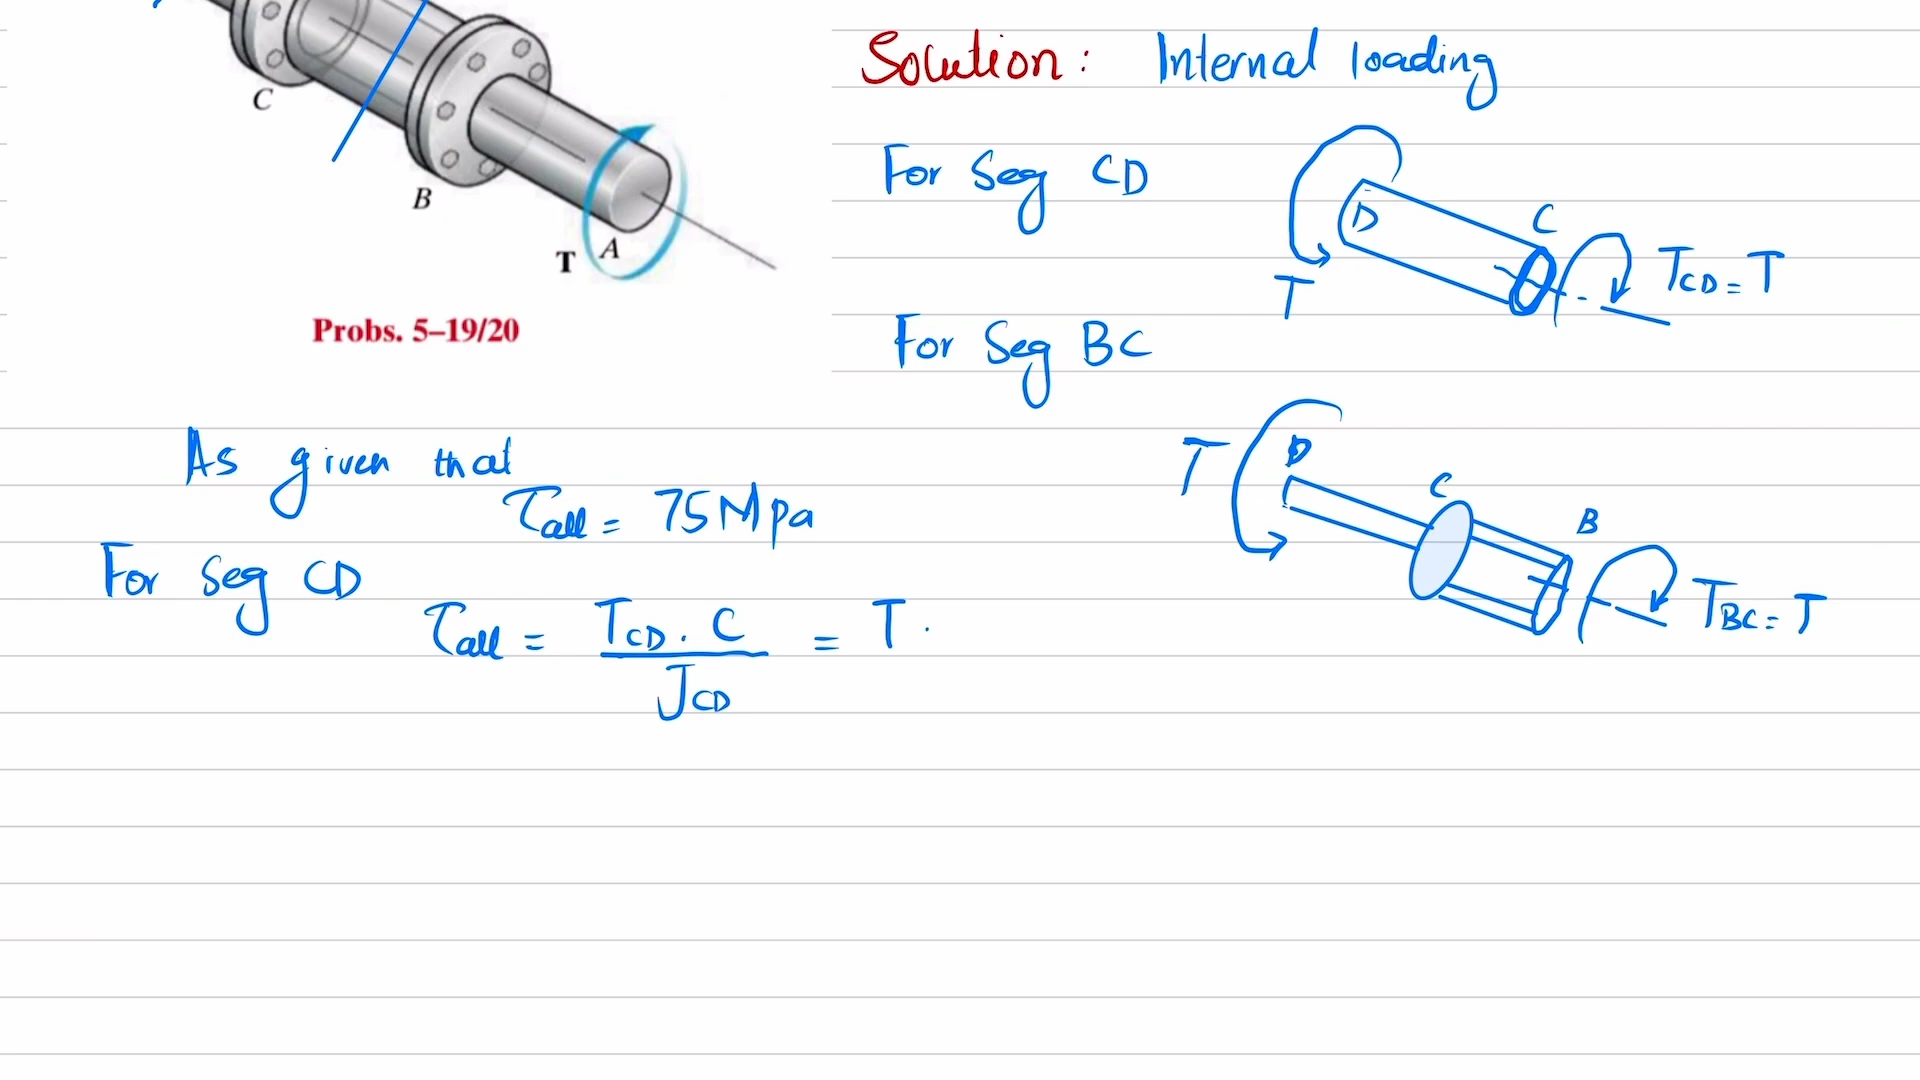 C
B
T A
Probs. 5–19/20
Solution: Internal loading
For Seg CD
D C
T
T_CD = T
For Seg BC
T D C B
T_BC = T
As given that
τ_all = 75 Mpa
For Seg CD
τ_all = T_CD . C / J_CD = T .